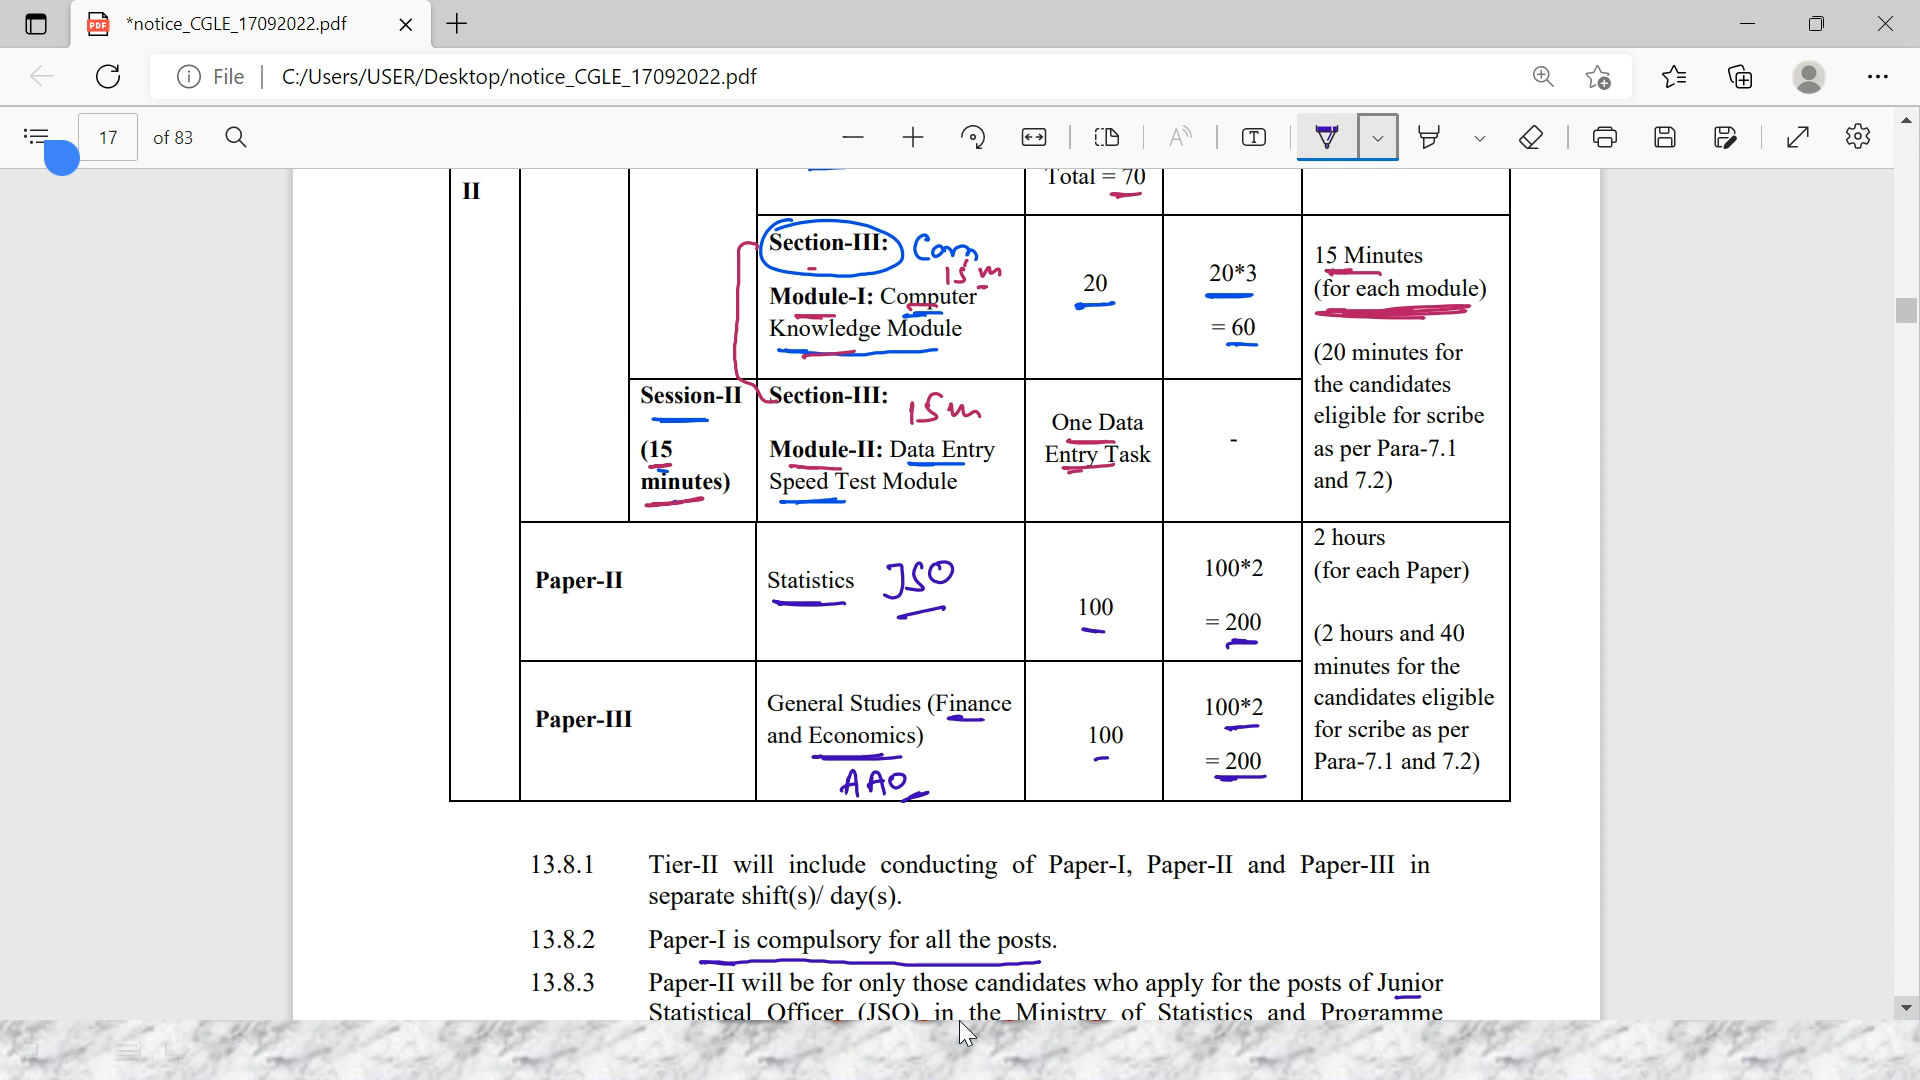 *notice_CGLE_17092022.pdf
File
C:/Users/USER/Desktop/notice_CGLE_17092022.pdf
17 of 83
II
Total = 70
Section-III: Com
15 m
Module-I: Computer
Knowledge Module
20
20*3
= 60
15 Minutes
(for each module)
(20 minutes for
the candidates
eligible for scribe
as per Para-7.1
and 7.2)
Session-II
(15
minutes)
Section-III:
15m
Module-II: Data Entry
Speed Test Module
One Data
Entry Task
-
Paper-II
Statistics JSO
100
100*2
= 200
2 hours
(for each Paper)
(2 hours and 40
minutes for the
candidates eligible
for scribe as per
Para-7.1 and 7.2)
Paper-III
General Studies (Finance
and Economics)
AAO
100
100*2
= 200
13.8.1 Tier-II will include conducting of Paper-I, Paper-II and Paper-III in
separate shift(s)/ day(s).
13.8.2 Paper-I is compulsory for all the posts.
13.8.3 Paper-II will be for only those candidates who apply for the posts of Junior
Statistical Officer (JSO) in the Ministry of Statistics and Programme